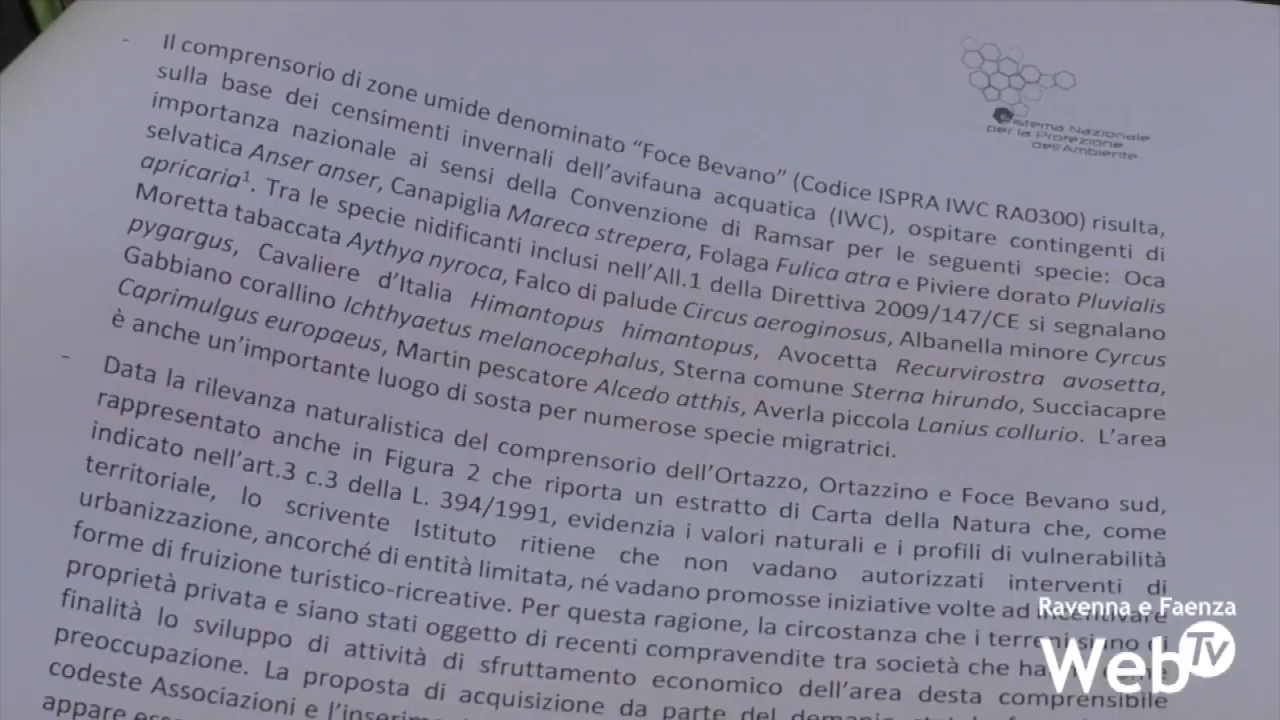 Sistema Nazionale
per la Protezione
dell'Ambiente
- Il comprensorio di zone umide denominato "Foce Bevano" (Codice ISPRA IWC RA0300) risulta,
sulla base dei censimenti invernali dell'avifauna acquatica (IWC), ospitare contingenti di
importanza nazionale ai sensi della Convenzione di Ramsar per le seguenti specie: Oca
selvatica Anser anser, Canapiglia Mareca strepera, Folaga Fulica atra e Piviere dorato Pluvialis
apricaria¹. Tra le specie nidificanti inclusi nell'All.1 della Direttiva 2009/147/CE si segnalano
Moretta tabaccata Aythya nyroca, Falco di palude Circus aeroginosus, Albanella minore Cyrcus
pygargus, Cavaliere d'Italia Himantopus himantopus, Avocetta Recurvirostra avosetta,
Gabbiano corallino Ichthyaetus melanocephalus, Sterna comune Sterna hirundo, Succiacapre
Caprimulgus europaeus, Martin pescatore Alcedo atthis, Averla piccola Lanius collurio. L'area
è anche un'importante luogo di sosta per numerose specie migratrici.
- Data la rilevanza naturalistica del comprensorio dell'Ortazzo, Ortazzino e Foce Bevano sud,
rappresentato anche in Figura 2 che riporta un estratto di Carta della Natura che, come
indicato nell'art.3 c.3 della L. 394/1991, evidenzia i valori naturali e i profili di vulnerabilità
territoriale, lo scrivente Istituto ritiene che non vadano autorizzati interventi di
urbanizzazione, ancorché di entità limitata, né vadano promosse iniziative volte ad incentivare
forme di fruizione turistico-ricreative. Per questa ragione, la circostanza che i terreni siano di
proprietà privata e siano stati oggetto di recenti compravendite tra società che
finalità lo sviluppo di attività di sfruttamento economico dell'area desta comprensibile
preoccupazione. La proposta di acquisizione da parte del demanio
codeste Associazioni e
appare
Ravenna e Faenza
WebTv